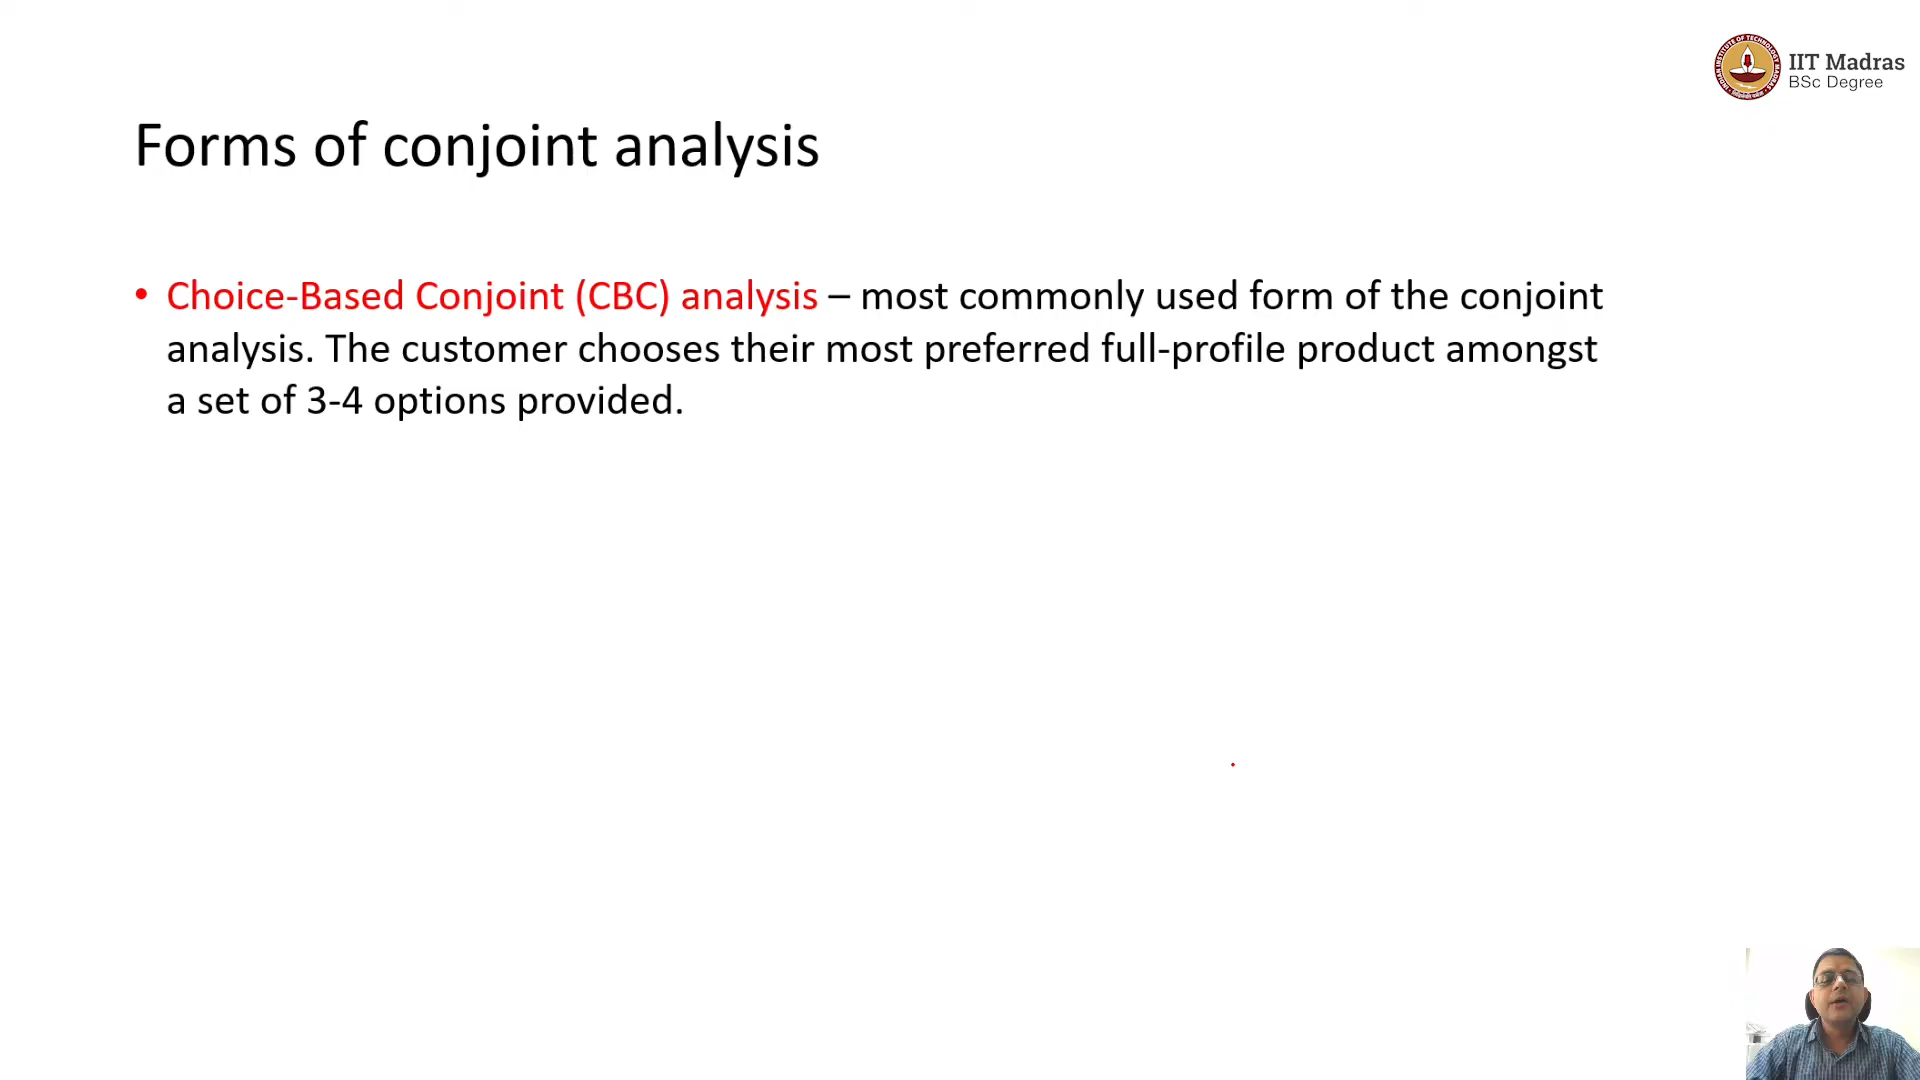 IIT Madras
BSc Degree
Forms of conjoint analysis
• Choice-Based Conjoint (CBC) analysis – most commonly used form of the conjoint
analysis. The customer chooses their most preferred full-profile product amongst
a set of 3-4 options provided.